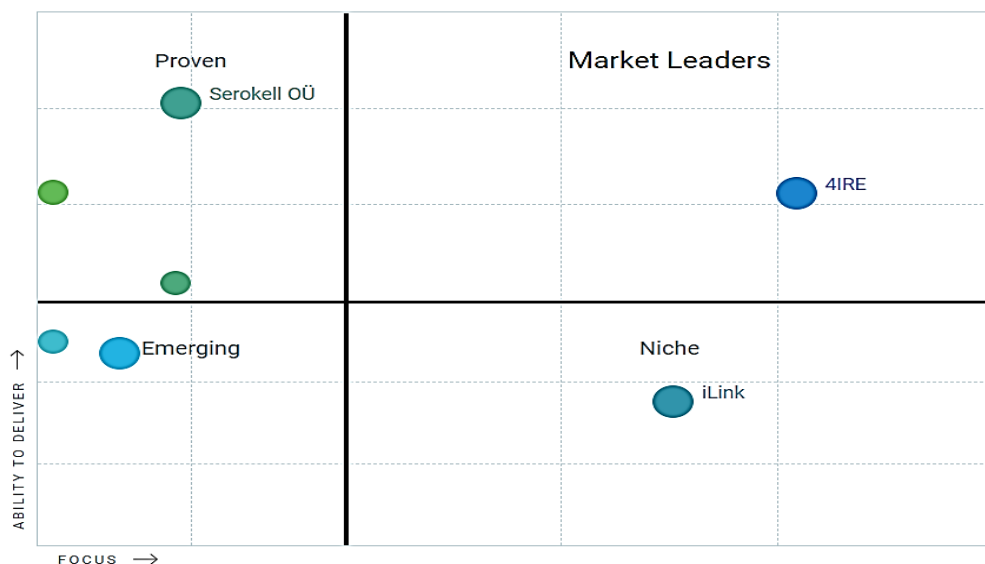 Proven
Market Leaders
Serokell OÜ
4IRE
Emerging
Niche
iLink
ABILITY TO DELIVER →
FOCUS →